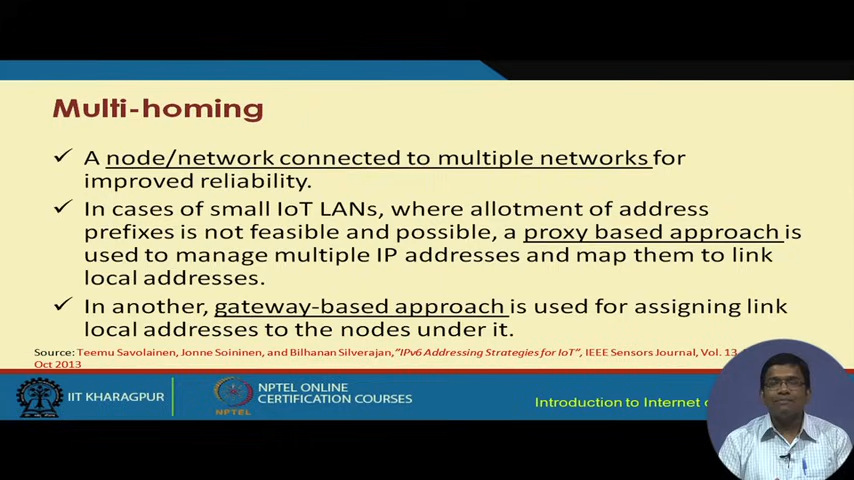 Multi-homing
✓ A node/network connected to multiple networks for
improved reliability.
✓ In cases of small IoT LANs, where allotment of address
prefixes is not feasible and possible, a proxy based approach is
used to manage multiple IP addresses and map them to link
local addresses.
✓ In another, gateway-based approach is used for assigning link
local addresses to the nodes under it.
Source: Teemu Savolainen, Jonne Soininen, and Bilhanan Silverajan,"IPv6 Addressing Strategies for IoT", IEEE Sensors Journal, Vol. 13
Oct 2013
IIT KHARAGPUR
NPTEL
NPTEL ONLINE
CERTIFICATION COURSES
Introduction to Internet